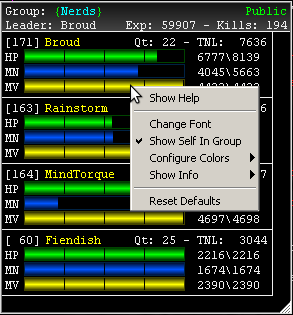 Group: {Nerds} Public
Leader: Broud Exp: 59907 - Kills: 194
[171] Broud Qt: 22 - TNL: 7636
HP 6777\8139
MN 4045\5663
MV
[163] Rainstorm
HP
MN
MV
[164] MindTorque
HP
MN
MV 4697\4698
[ 60] Fiendish Qt: 25 - TNL: 3044
HP 2216\2216
MN 1674\1674
MV 2390\2390
Show Help
Change Font
Show Self In Group
Configure Colors
Show Info
Reset Defaults